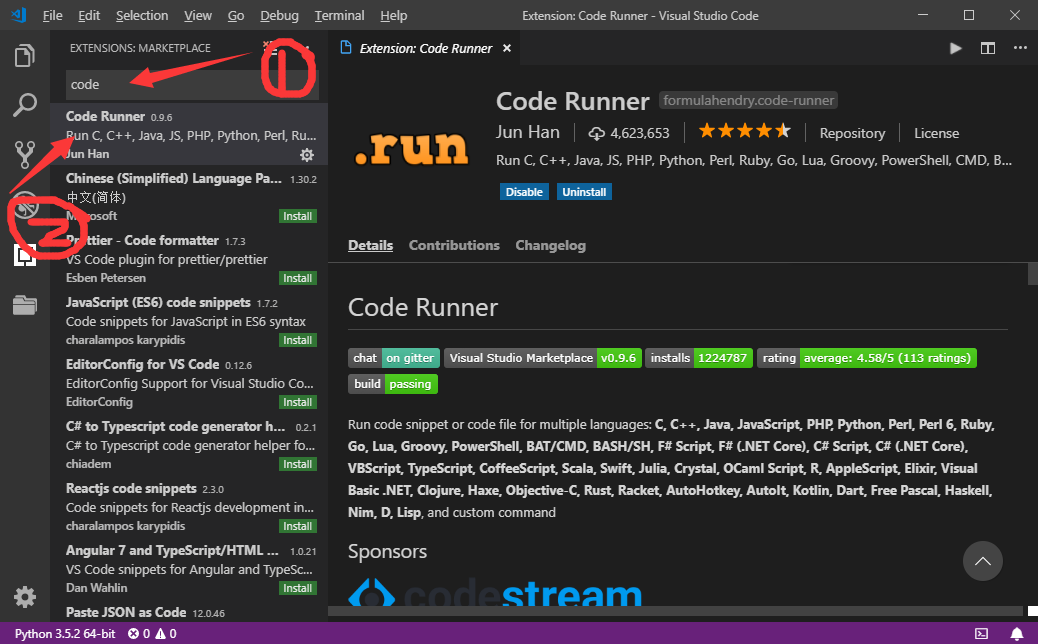 File Edit Selection View Go Debug Terminal Help
Extension: Code Runner - Visual Studio Code
EXTENSIONS: MARKETPLACE
1
code
Code Runner 0.9.6
Run C, C++, Java, JS, PHP, Python, Perl, Ru...
Jun Han
Chinese (Simplified) Language Pa... 1.30.2
中文(简体)
Microsoft Install
2
Prettier - Code formatter 1.7.3
VS Code plugin for prettier/prettier
Esben Petersen Install
JavaScript (ES6) code snippets 1.7.2
Code snippets for JavaScript in ES6 syntax
charalampos karypidis Install
EditorConfig for VS Code 0.12.6
EditorConfig Support for Visual Studio Co...
EditorConfig Install
C# to Typescript code generator h... 0.2.1
C# to Typescript code generator helper fo...
chiadem Install
Reactjs code snippets 2.3.0
Code snippets for Reactjs development in...
charalampos karypidis Install
Angular 7 and TypeScript/HTML ... 1.0.21
VS Code snippets for Angular and TypeSc...
Dan Wahlin Install
Paste JSON as Code 12.0.46
Extension: Code Runner
.run
Code Runner formulahendry.code-runner
Jun Han 4,623,653 Repository License
Run C, C++, Java, JS, PHP, Python, Perl, Ruby, Go, Lua, Groovy, PowerShell, CMD, B...
Disable Uninstall
Details Contributions Changelog
Code Runner
chat on gitter Visual Studio Marketplace v0.9.6 installs 1224787 rating average: 4.58/5 (113 ratings)
build passing
Run code snippet or code file for multiple languages: C, C++, Java, JavaScript, PHP, Python, Perl, Perl 6, Ruby,
Go, Lua, Groovy, PowerShell, BAT/CMD, BASH/SH, F# Script, F# (.NET Core), C# Script, C# (.NET Core),
VBScript, TypeScript, CoffeeScript, Scala, Swift, Julia, Crystal, OCaml Script, R, AppleScript, Elixir, Visual
Basic .NET, Clojure, Haxe, Objective-C, Rust, Racket, AutoHotkey, AutoIt, Kotlin, Dart, Free Pascal, Haskell,
Nim, D, Lisp, and custom command
Sponsors
codestream
Python 3.5.2 64-bit 0 0